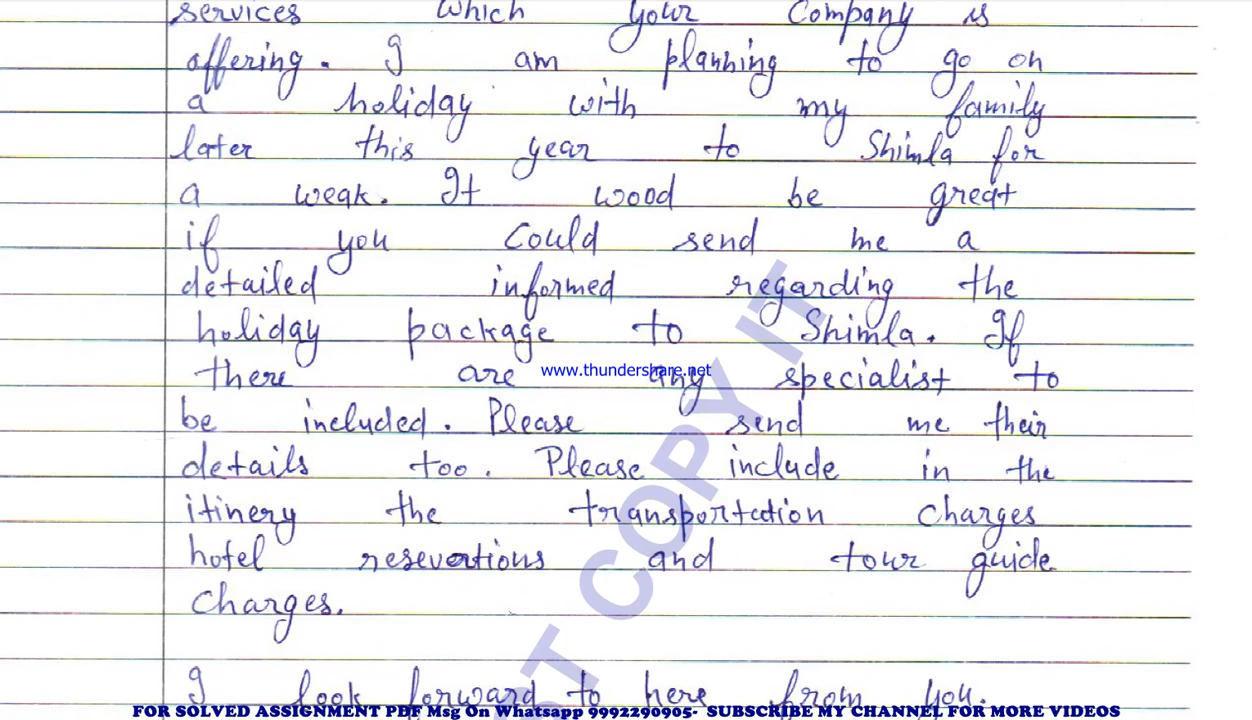 services which your Company is
offering. I am planning to go on
a holiday with my family
later this year to Shimla for
a weak. It wood be great
if you Could send me a
detailed informed regarding the
holiday package to Shimla. If
there are any specialist to
www.thundershare.net
be included. Please send me their
details too. Please include in the
itinery the transportation charges
hotel resevertions and tour guide
Charges.
I look forward to here from you.
COPY IT
FOR SOLVED ASSIGNMENT PDF Msg On Whatsapp 9992290905- SUBSCRIBE MY CHANNEL FOR MORE VIDEOS